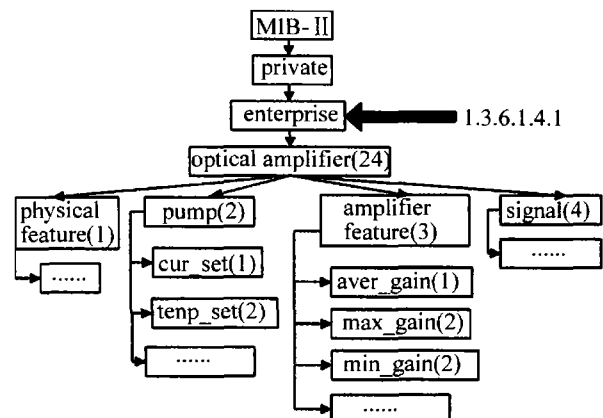 MIB-Ⅱ
private
enterprise
1.3.6.1.4.1
optical amplifier(24)
physical
feature(1)
pump(2)
amplifier
feature(3)
signal(4)
......
cur_set(1)
tenp_set(2)
......
aver_gain(1)
max_gain(2)
min_gain(2)
......
......